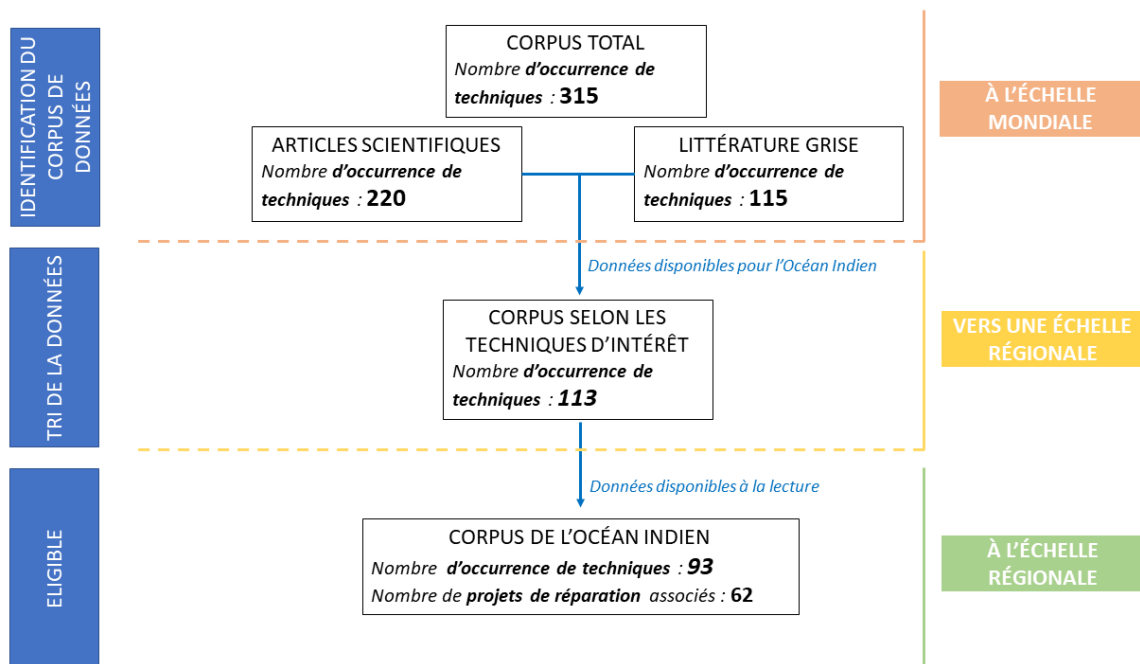 IDENTIFICATION DU
CORPUS DE
DONNÉES
CORPUS TOTAL
Nombre d'occurrence de
techniques : 315
À L'ÉCHELLE
MONDIALE
ARTICLES SCIENTIFIQUES
Nombre d'occurrence de
techniques : 220
LITTÉRATURE GRISE
Nombre d'occurrence de
techniques : 115
TRI DE LA DONNÉES
Données disponibles pour l'Océan Indien
CORPUS SELON LES
TECHNIQUES D'INTÉRÊT
Nombre d'occurrence de
techniques : 113
VERS UNE ÉCHELLE
RÉGIONALE
ELIGIBLE
Données disponibles à la lecture
CORPUS DE L'OCÉAN INDIEN
Nombre d'occurrence de techniques : 93
Nombre de projets de réparation associés : 62
À L'ÉCHELLE
RÉGIONALE